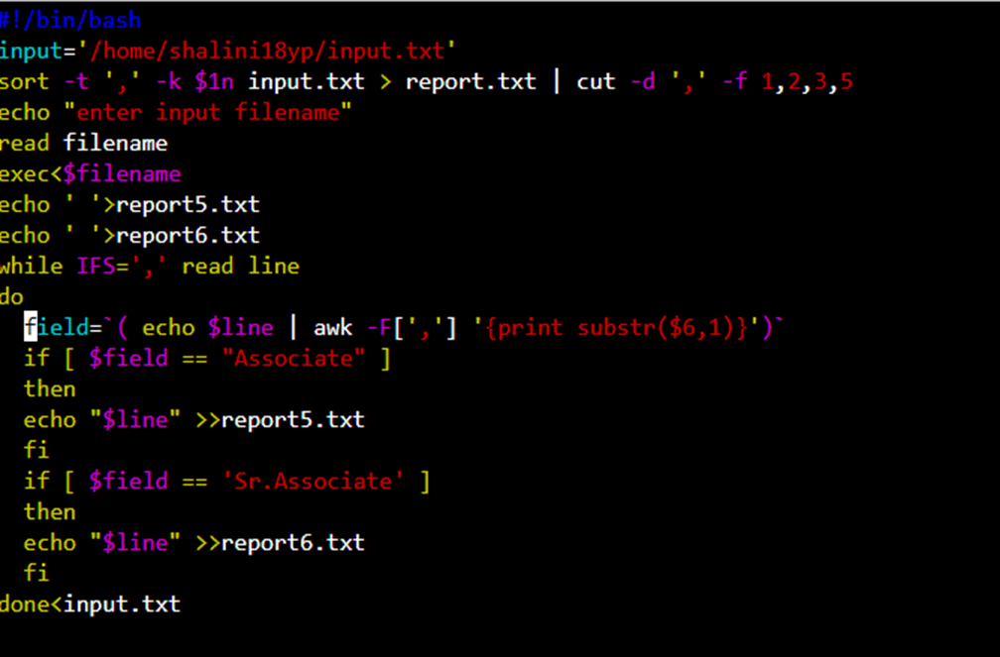 #!/bin/bash
input='/home/shalini18yp/input.txt'
sort -t ',' -k $1n input.txt > report.txt | cut -d ',' -f 1,2,3,5
echo "enter input filename"
read filename
exec<$filename
echo ' '>report5.txt
echo ' '>report6.txt
while IFS=',' read line
do
  field=`( echo $line | awk -F[','] '{print substr($6,1)}')`
  if [ $field == "Associate" ]
  then
  echo "$line" >>report5.txt
  fi
  if [ $field == 'Sr.Associate' ]
  then
  echo "$line" >>report6.txt
  fi
done<input.txt